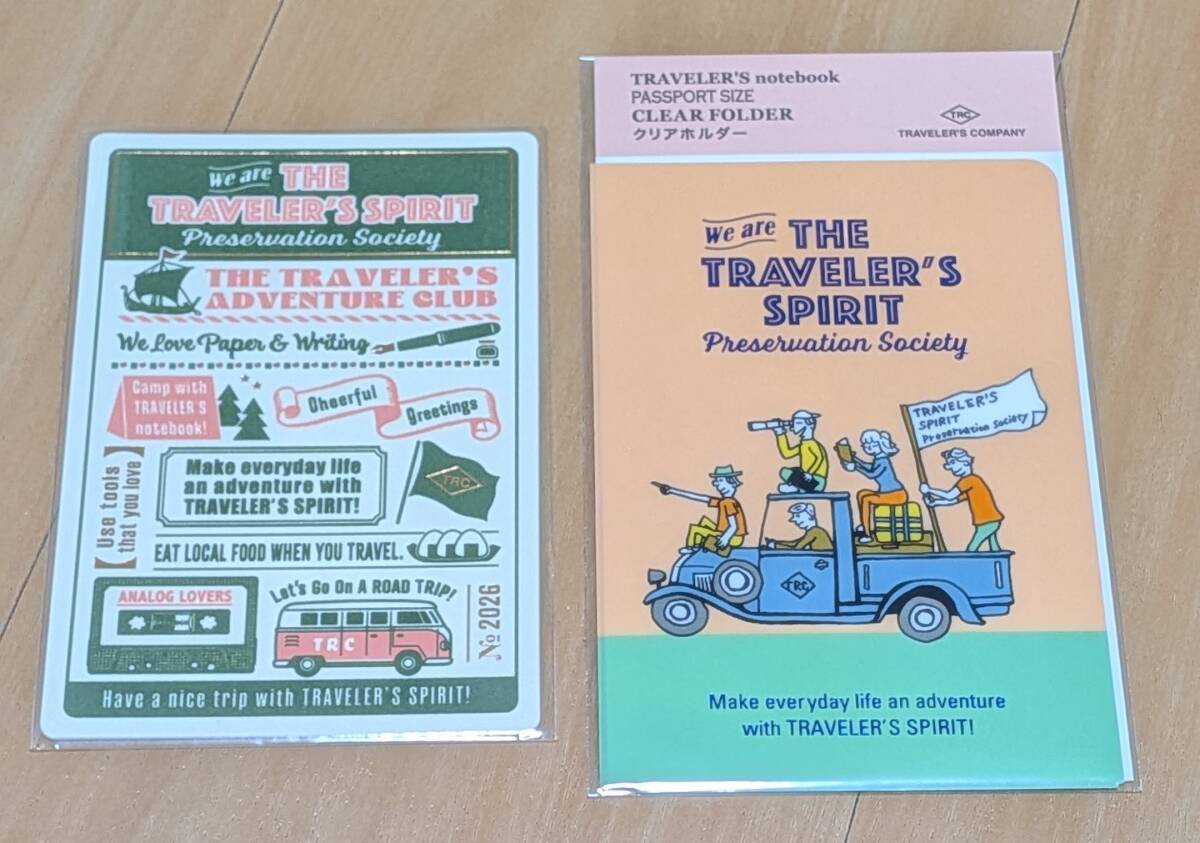 We are THE
TRAVELER'S SPIRIT
Preservation Society
THE TRAVELER'S
ADVENTURE CLUB
We Love Paper & Writing
Camp with
TRAVELER'S
notebook!
Cheerful
Greetings
Use tools
that you love
Make everyday life
an adventure with
TRAVELER'S SPIRIT!
TRC
EAT LOCAL FOOD WHEN YOU TRAVEL.
ANALOG LOVERS
Let's Go On A ROAD TRIP!
TRC
No 2026
Have a nice trip with TRAVELER'S SPIRIT!
TRAVELER'S notebook
PASSPORT SIZE
CLEAR FOLDER
クリアホルダー
TRC
TRAVELER'S COMPANY
We are THE
TRAVELER'S
SPIRIT
Preservation Society
TRAVELER'S
SPIRIT
Preservation Society
TRC
Make everyday life an adventure
with TRAVELER'S SPIRIT!